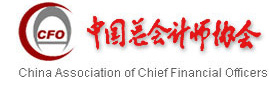 CFO
中国总会计师协会
China Association of Chief Financial Officers